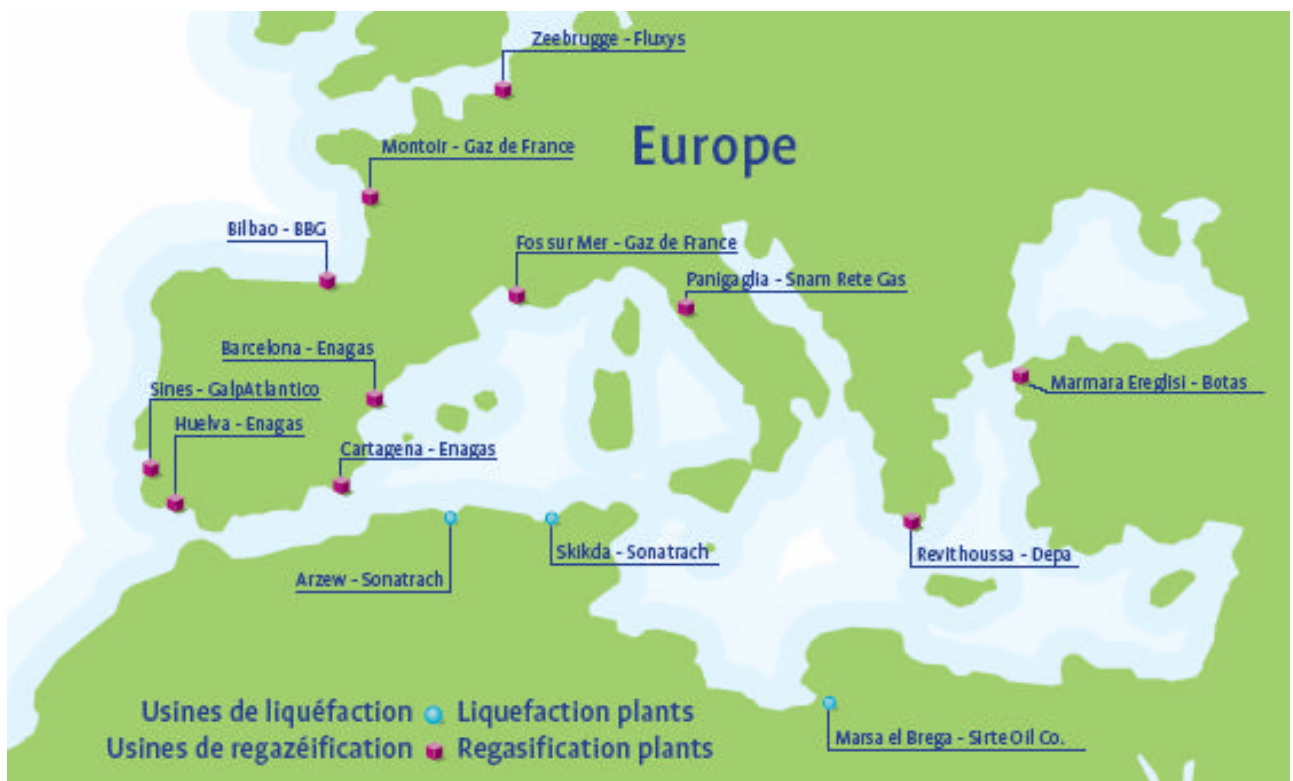 Zeebrugge - Fluxys
Montoir - Gaz de France
Europe
Bilbao - BBG
Fos sur Mer - Gaz de France
Panigaglia - Snam Rete Gas
Barcelona - Enagas
Sines - GalpAtlantico
Marmara Ereglisi - Botas
Huelva - Enagas
Cartagena - Enagas
Skikda - Sonatrach
Revithoussa - Depa
Arzew - Sonatrach
Usines de liquéfaction Liquefaction plants
Usines de regazéification Regasification plants
Marsa el Brega - Sirte Oil Co.